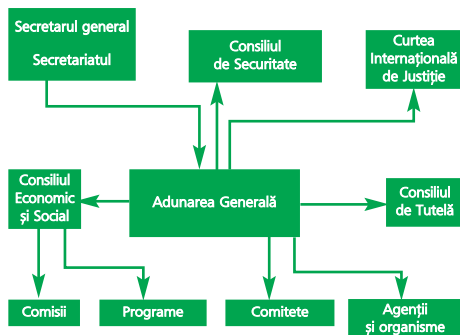 Secretarul general
Secretariatul
Consiliul
de Securitate
Curtea
Internațională
de Justiție
Consiliul
Economic
și Social
Adunarea Generală
Consiliul
de Tutelă
Comisii
Programe
Comitete
Agenții
și organisme